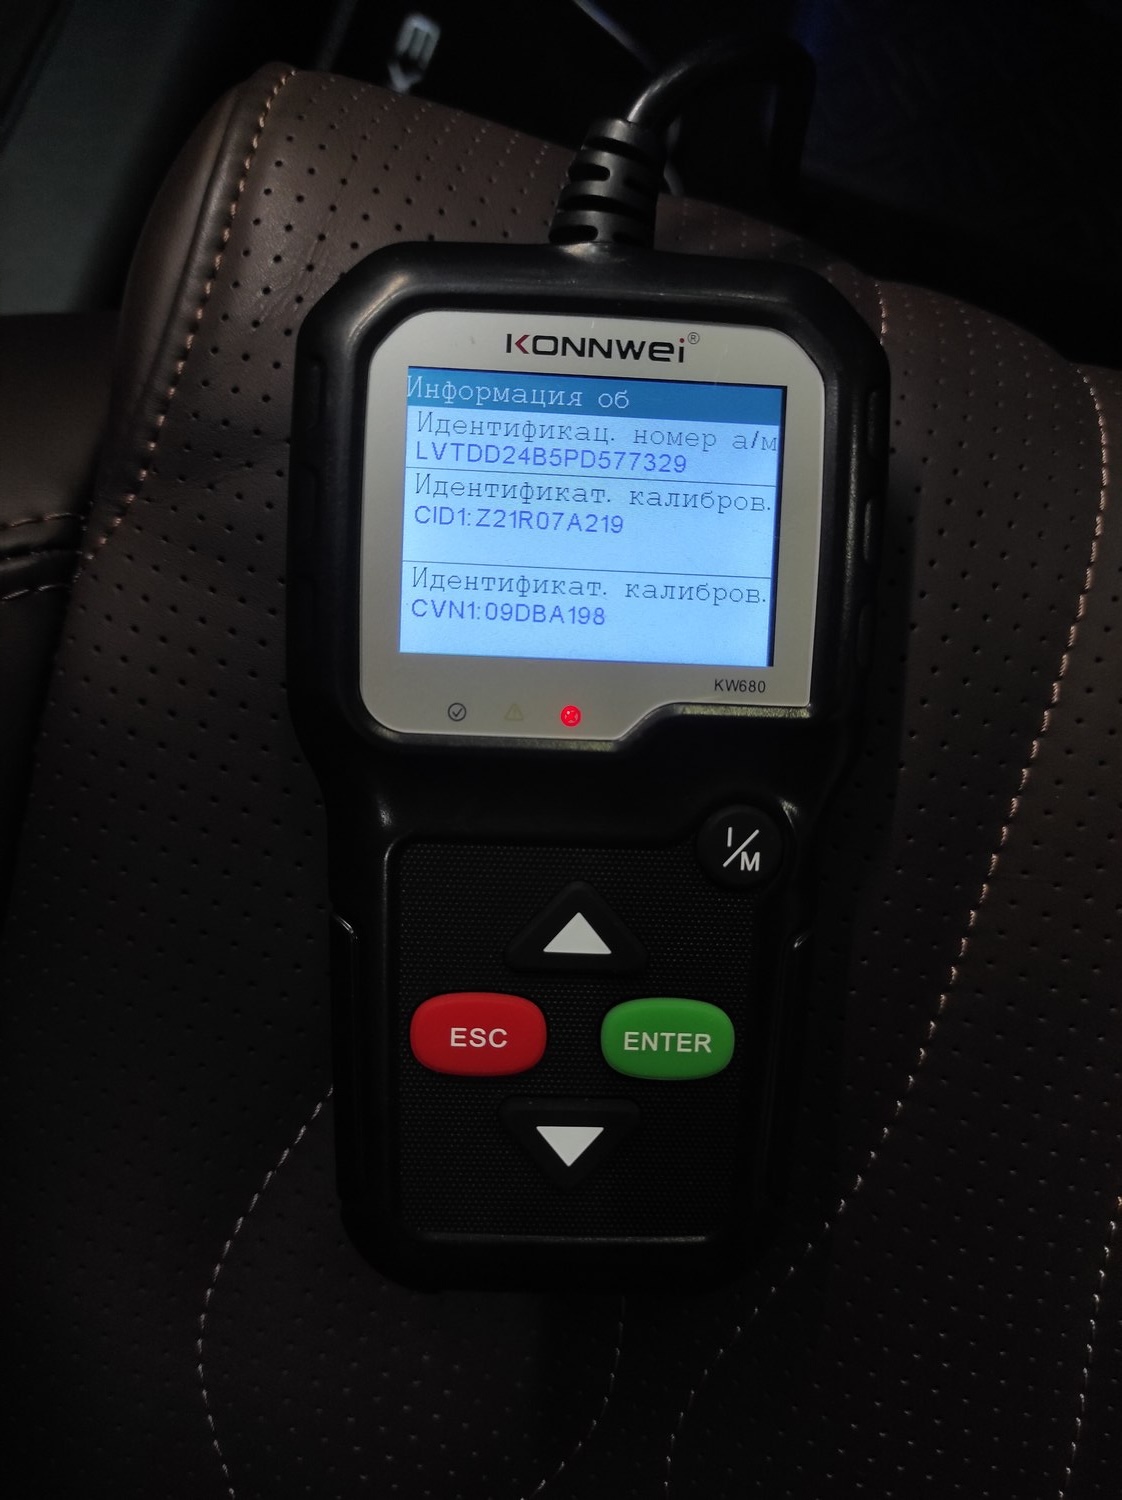 KONNWEI®
Информация об
Идентификац. номер а/м
LVTDD24B5PD577329
Идентификат. калибров.
CID1:Z21R07A219
Идентификат. калибров.
CVN1:09DBA198
KW680
I/M
ESC
ENTER